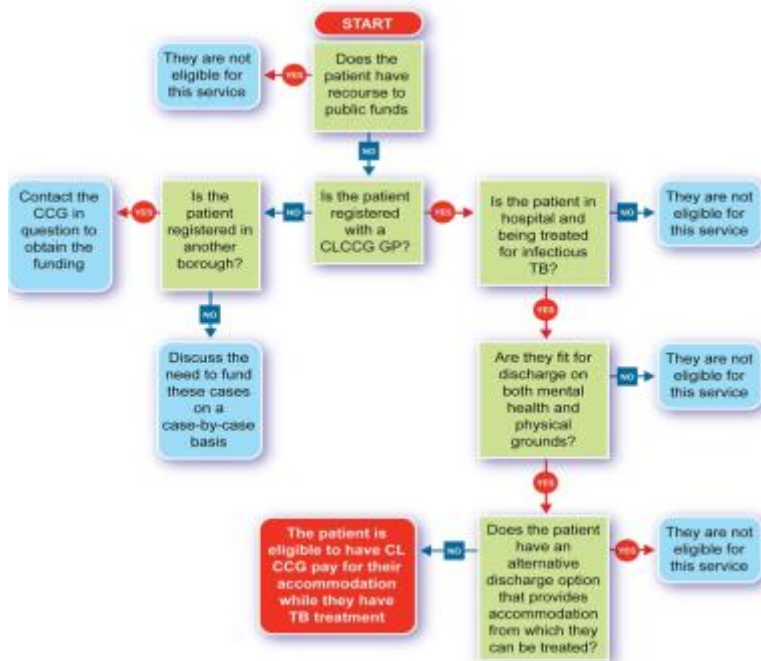 START
Does the
patient have
recourse to
public funds
YES
They are not
eligible for
this service
NO
Is the patient
registered
with a
CLCCG GP?
NO
Is the
patient
registered in
another
borough?
YES
Contact the
CCG in
question to
obtain the
funding
NO
Discuss the
need to fund
these cases
on a
case-by-case
basis
YES
Is the patient in
hospital and
being treated
for infectious
TB?
NO
They are not
eligible for
this service
YES
Are they fit for
discharge on
both mental
health and
physical
grounds?
NO
They are not
eligible for
this service
YES
Does the patient
have an
alternative
discharge option
that provides
accommodation
from which they
can be treated?
YES
They are not
eligible for
this service
NO
The patient is
eligible to have CL
CCG pay for their
accommodation
while they have
TB treatment